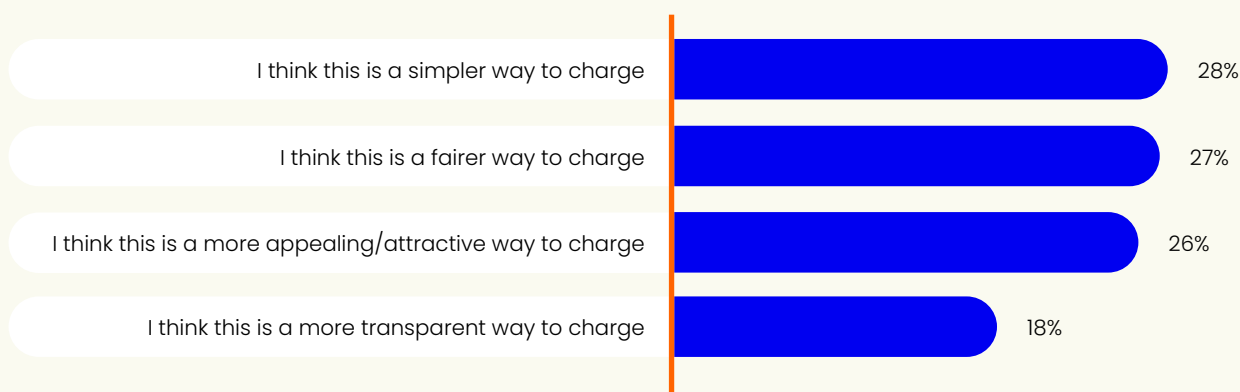 I think this is a simpler way to charge 28%
I think this is a fairer way to charge 27%
I think this is a more appealing/attractive way to charge 26%
I think this is a more transparent way to charge 18%